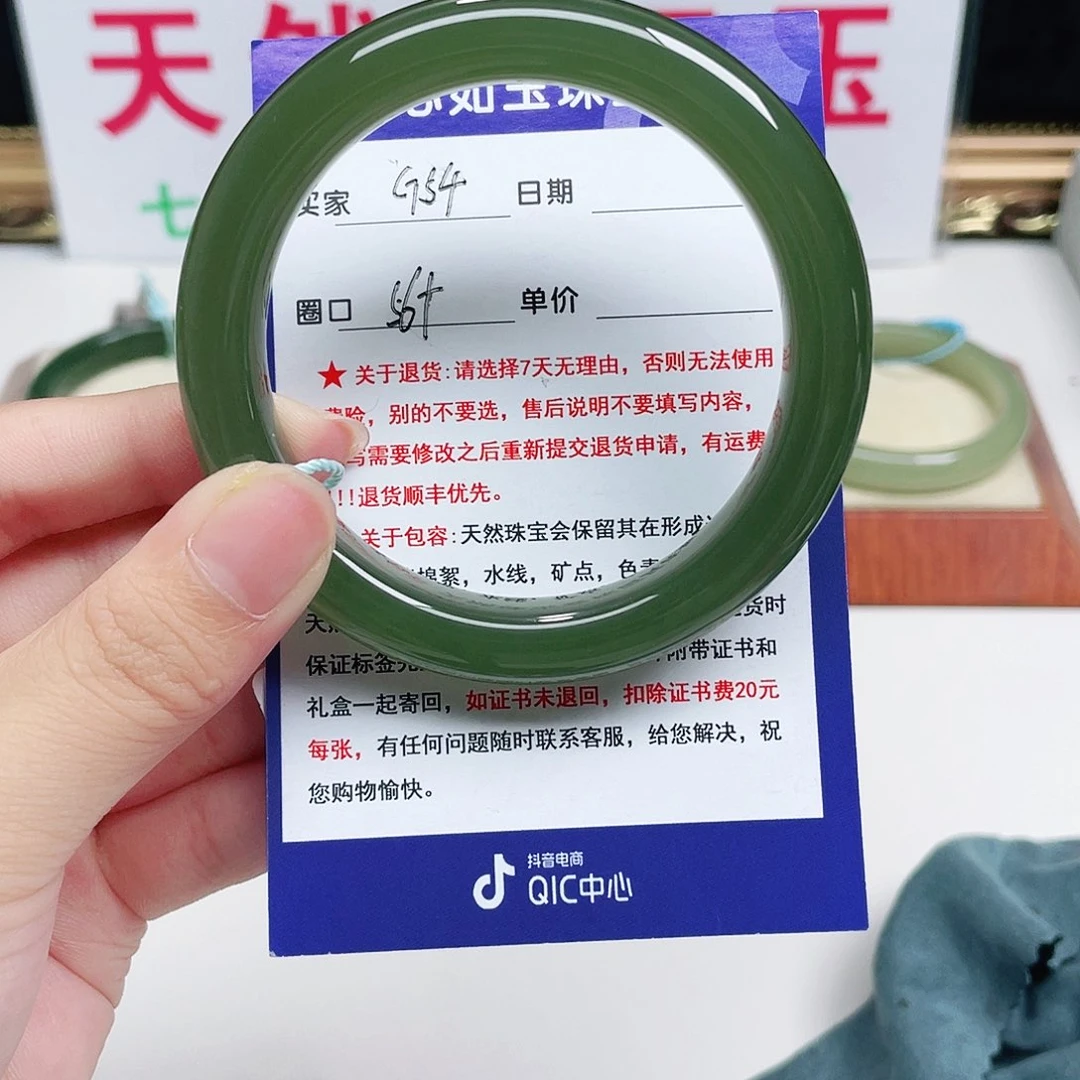 天然 玉
七
如玉珠
买家 G54 日期
圈口 56+ 单价
★关于退货:请选择7天无理由，否则无法使用
费险，别的不要选，售后说明不要填写内容，
写需要修改之后重新提交退货申请，有运费
!!!退货顺丰优先。
关于包容:天然珠宝会保留其在形成
棉絮，水线，矿点，色
天 货时
保证标签 附带证书和
礼盒一起寄回，如证书未退回，扣除证书费20元
每张，有任何问题随时联系客服，给您解决，祝
您购物愉快。
抖音电商
QIC中心